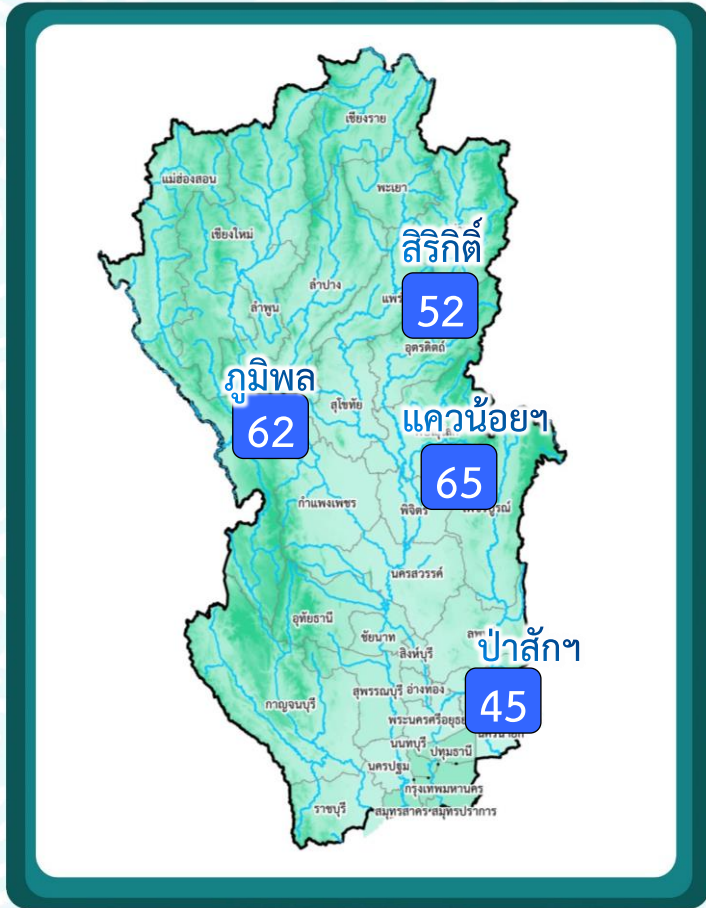 เชียงราย
แม่ฮ่องสอน
พะเยา
เชียงใหม่
สิริกิติ์
ลำปาง
แพร่
52
ลำพูน
อุตรดิตถ์
ภูมิพล
สุโขทัย
62
แควน้อยฯ
65
กำแพงเพชร
พิจิตร
นครสวรรค์
อุทัยธานี
ชัยนาท
สิงห์บุรี
ป่าสักฯ
45
กาญจนบุรี
สุพรรณบุรี
อ่างทอง
นนทบุรี
ปทุมธานี
นครปฐม
กรุงเทพมหานคร
ราชบุรี
สมุทรสาคร
สมุทรปราการ